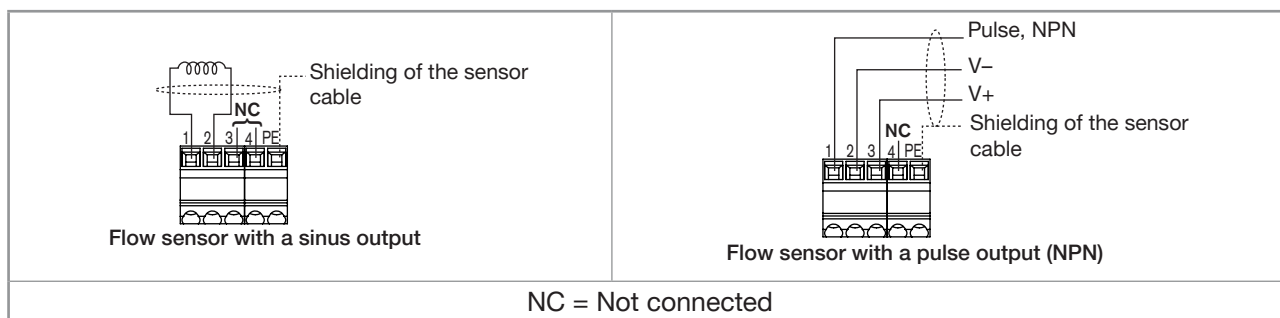 Shielding of the sensor
cable
NC
1 2 3 4 PE
Flow sensor with a sinus output
Pulse, NPN
V–
V+
NC
Shielding of the sensor
cable
1 2 3 4 PE
Flow sensor with a pulse output (NPN)
NC = Not connected